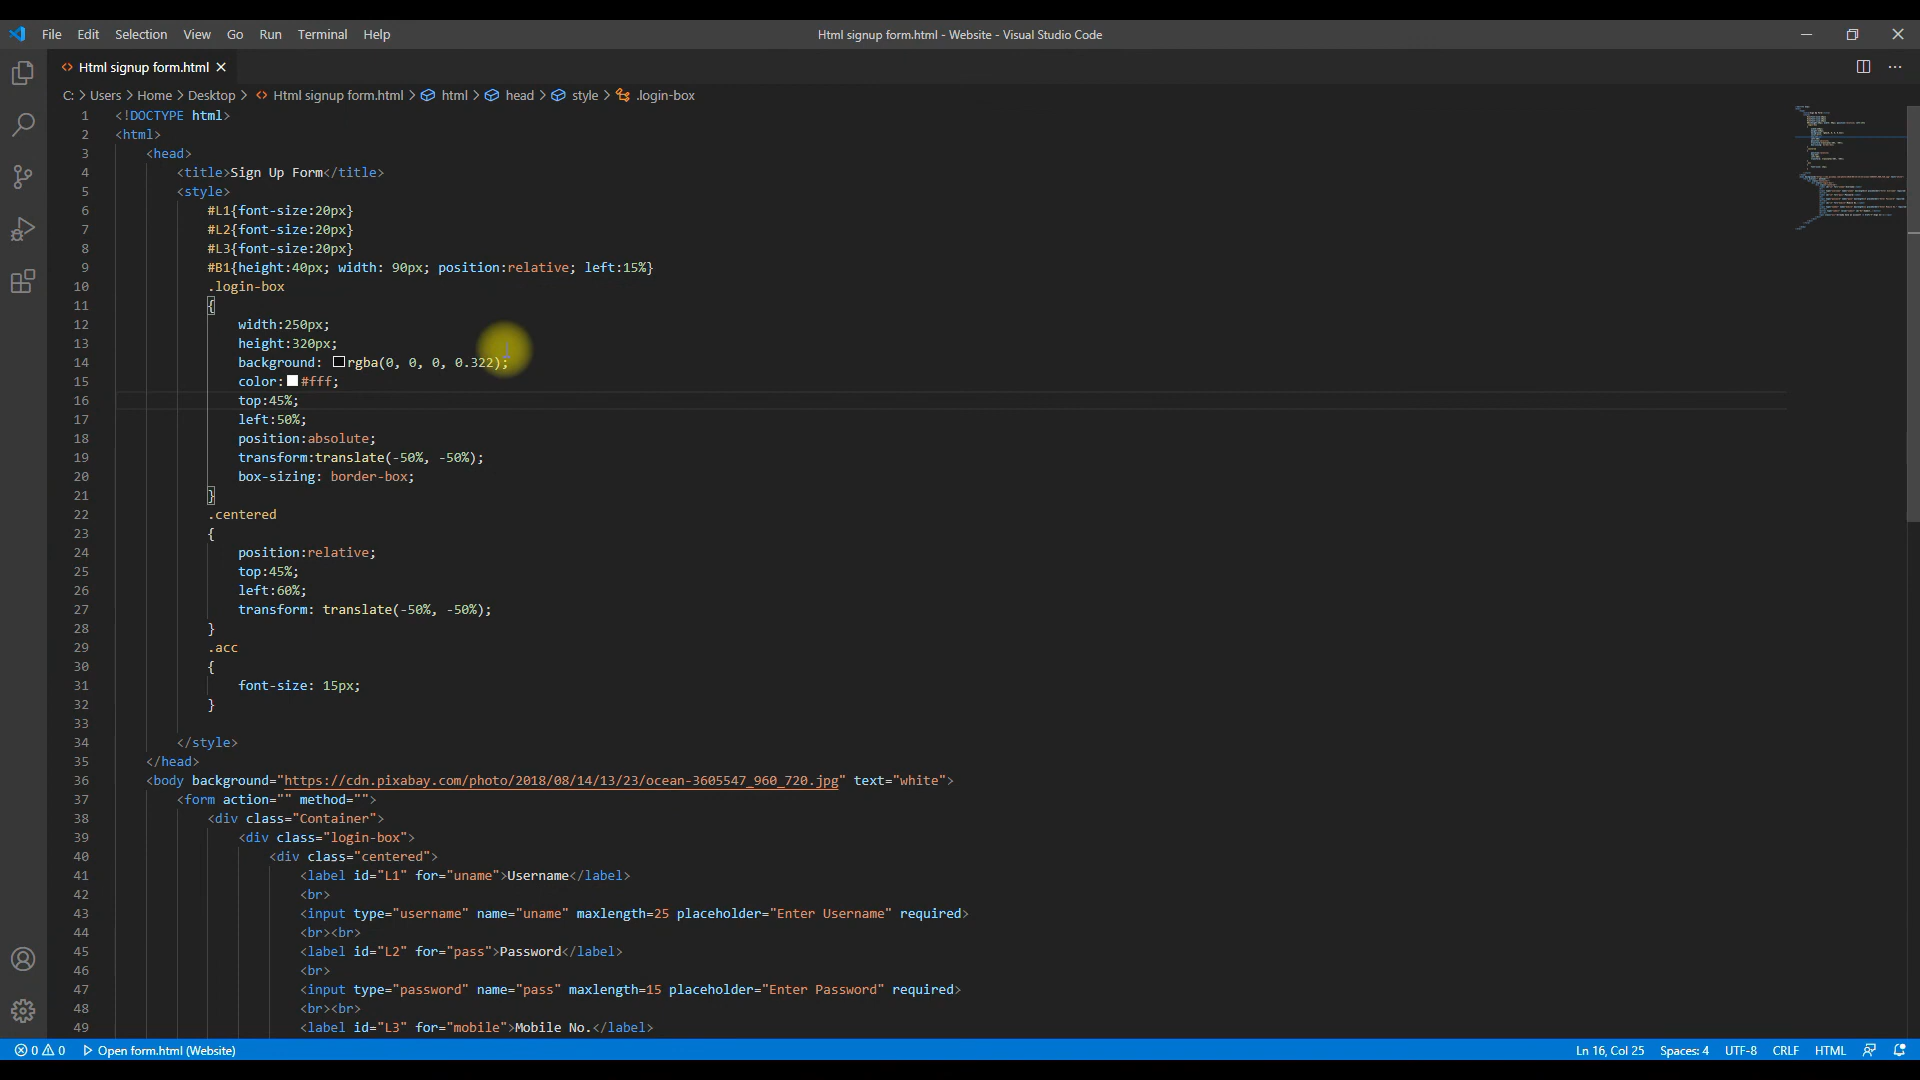 File Edit Selection View Go Run Terminal Help
Html signup form.html - Website - Visual Studio Code
Html signup form.html
C: > Users > Home > Desktop > Html signup form.html > html > head > style > .login-box
1 <!DOCTYPE html>
2 <html>
3 <head>
4 <title>Sign Up Form</title>
5 <style>
6 #L1{font-size:20px}
7 #L2{font-size:20px}
8 #L3{font-size:20px}
9 #B1{height:40px; width: 90px; position:relative; left:15%}
10 .login-box
11 {
12 width:250px;
13 height:320px;
14 background: rgba(0, 0, 0, 0.322);
15 color:#fff;
16 top:45%;
17 left:50%;
18 position:absolute;
19 transform:translate(-50%, -50%);
20 box-sizing: border-box;
21 }
22 .centered
23 {
24 position:relative;
25 top:45%;
26 left:60%;
27 transform: translate(-50%, -50%);
28 }
29 .acc
30 {
31 font-size: 15px;
32 }
33
34 </style>
35 </head>
36 <body background="https://cdn.pixabay.com/photo/2018/08/14/13/23/ocean-3605547_960_720.jpg" text="white">
37 <form action="" method="">
38 <div class="Container">
39 <div class="login-box">
40 <div class="centered">
41 <label id="L1" for="uname">Username</label>
42 <br>
43 <input type="username" name="uname" maxlength=25 placeholder="Enter Username" required>
44 <br><br>
45 <label id="L2" for="pass">Password</label>
46 <br>
47 <input type="password" name="pass" maxlength=15 placeholder="Enter Password" required>
48 <br><br>
49 <label id="L3" for="mobile">Mobile No.</label>
0 0 Open form.html (Website)
Ln 16, Col 25 Spaces: 4 UTF-8 CRLF HTML